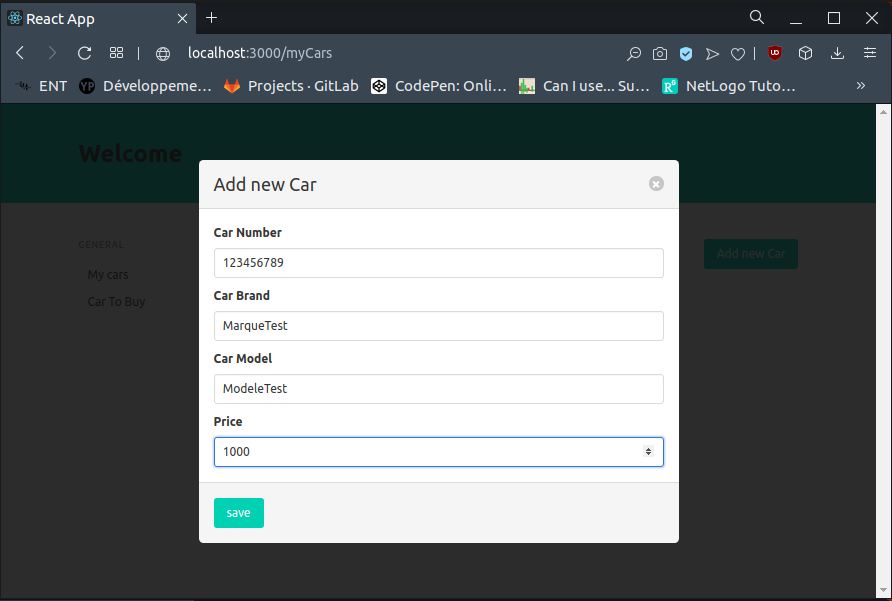 React App
localhost:3000/myCars
ENT Développeme... Projects · GitLab CodePen: Onli... Can I use... Su... NetLogo Tuto... »
Welcome
Add new Car
Car Number
123456789
GENERAL
Add new Car
My cars
Car Brand
Car To Buy
MarqueTest
Car Model
ModeleTest
Price
1000
save